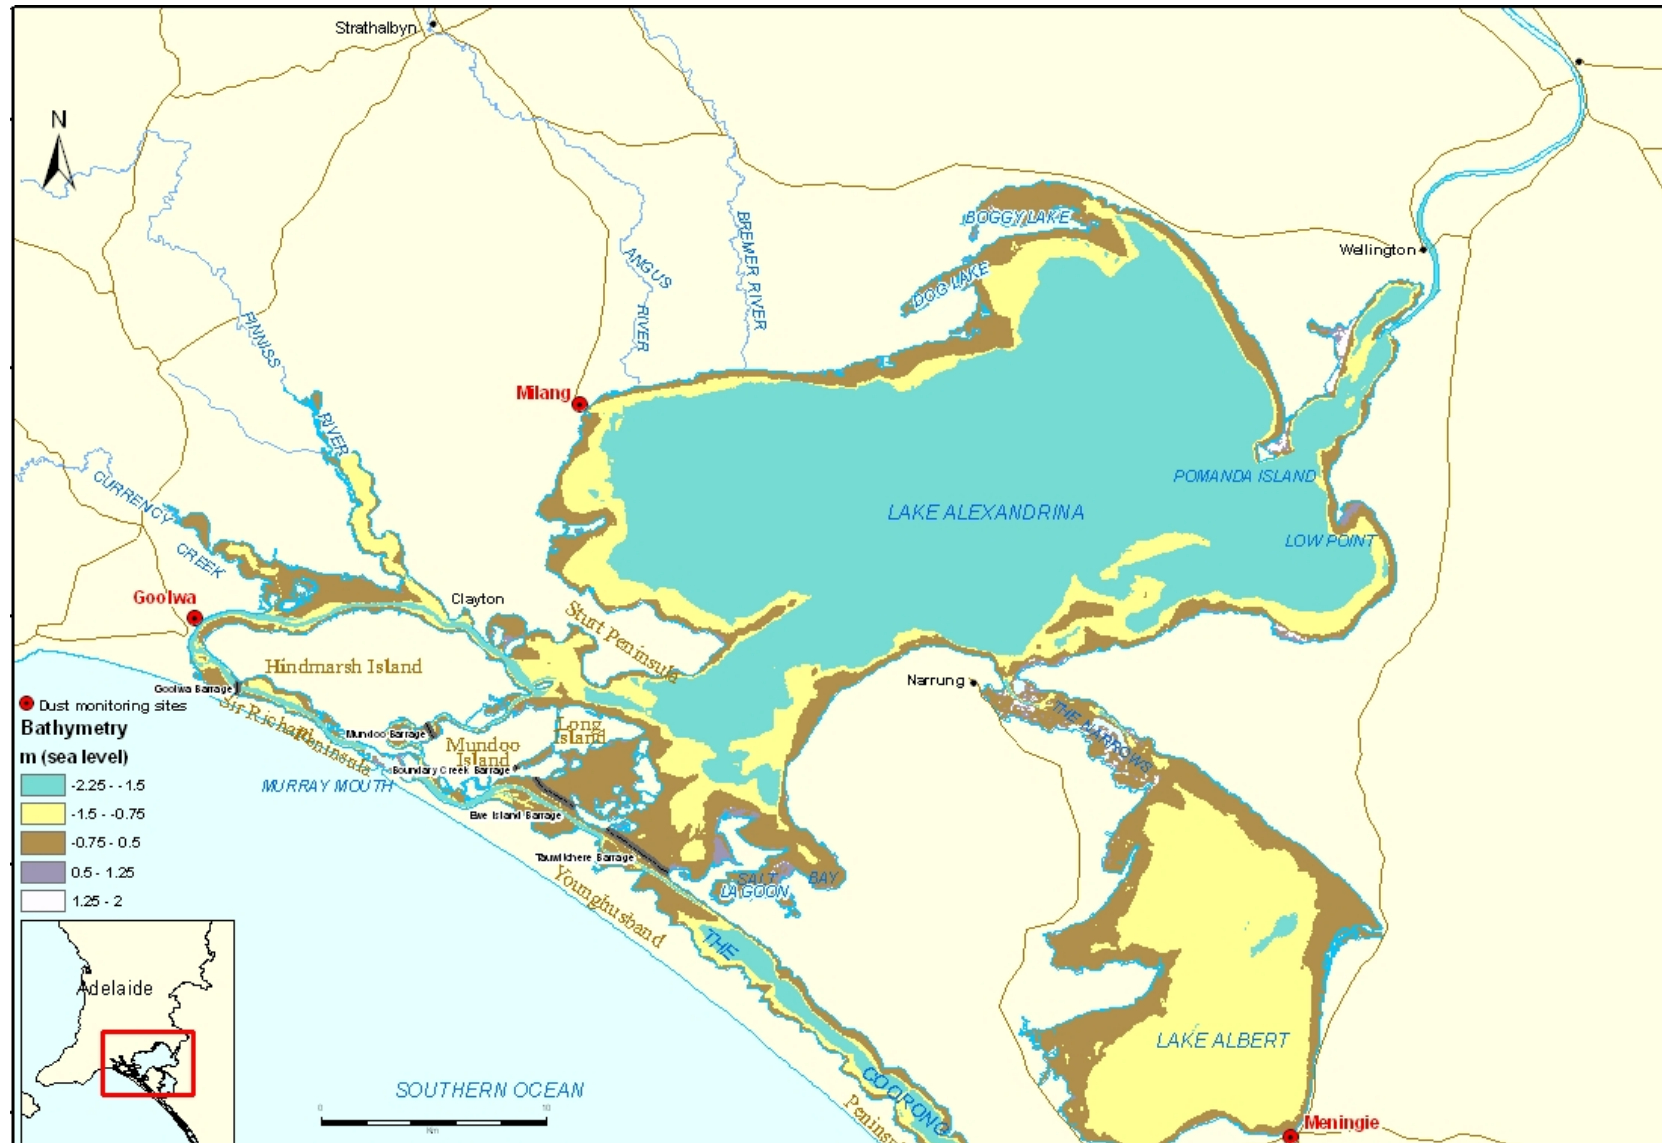 Strathalbyn
N
BOGGY LAKE
DOG LAKE
Wellington
ANGUS
RIVER
BREMER RIVER
FINNISS
RIVER
Milang
POMANDA ISLAND
LAKE ALEXANDRINA
LOW POINT
CURRENCY
CREEK
Goolwa
Clayton
Sturt Peninsula
Hindmarsh Island
Narrung
THE NARROWS
Goolwa Barrage
Sir Richard
Peninsula
Long
Island
Mundoo Barrage
Mundoo
Island
Boundary Creek Barrage
MURRAY MOUTH
Ewe Island Barrage
Tauwitchere Barrage
SALT
LAGOON
BAY
Younghusband
THE
COORONG
LAKE ALBERT
SOUTHERN OCEAN
Meningie
Dust monitoring sites
Bathymetry
m (sea level)
-2.25 - -1.5
-1.5 - -0.75
-0.75 - 0.5
0.5 - 1.25
1.25 - 2
Adelaide
0
10
Km